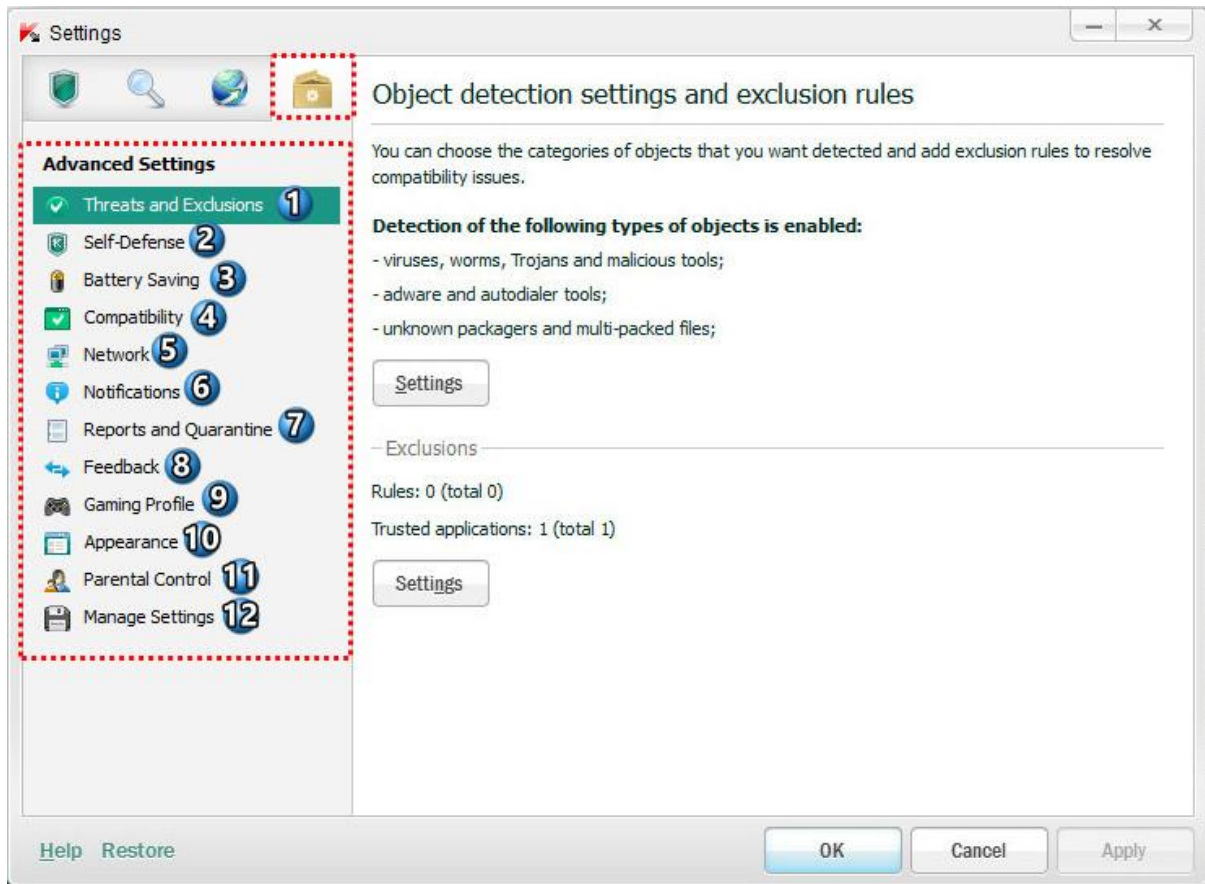 Settings
Object detection settings and exclusion rules
You can choose the categories of objects that you want detected and add exclusion rules to resolve
compatibility issues.
Detection of the following types of objects is enabled:
- viruses, worms, Trojans and malicious tools;
- adware and autodialer tools;
- unknown packagers and multi-packed files;
Settings
Exclusions
Rules: 0 (total 0)
Trusted applications: 1 (total 1)
Settings
Advanced Settings
Threats and Exclusions 1
Self-Defense 2
Battery Saving 3
Compatibility 4
Network 5
Notifications 6
Reports and Quarantine 7
Feedback 8
Gaming Profile 9
Appearance 10
Parental Control 11
Manage Settings 12
Help Restore
OK Cancel Apply